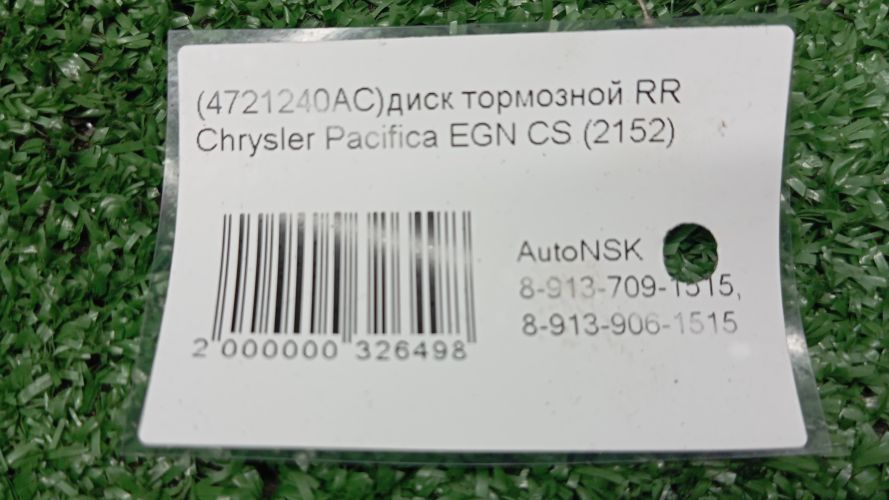 (4721240AC)диск тормозной RR
Chrysler Pacifica EGN CS (2152)
AutoNSK
8-913-709-1515,
8-913-906-1515
2 000000 326498